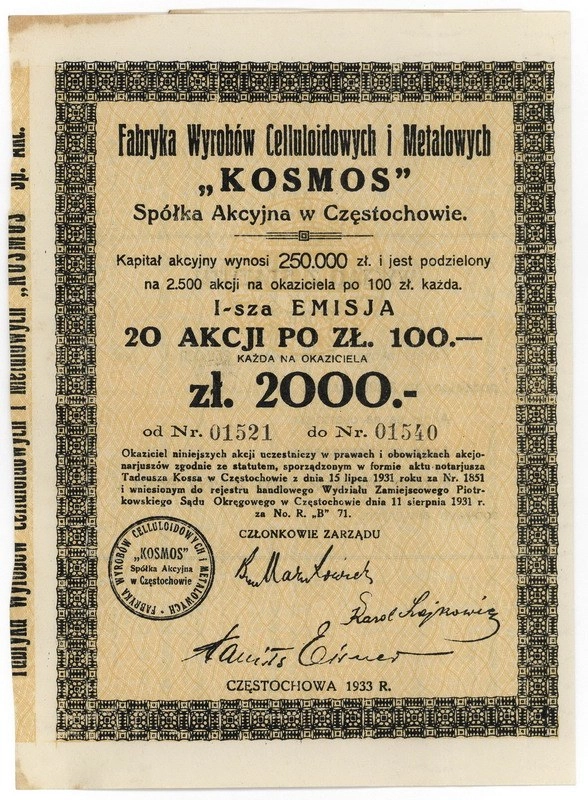 Fabryka Wyrobów Celluloidowych i Metalowych
„KOSMOS”
Spółka Akcyjna w Częstochowie.
Kapitał akcyjny wynosi 250.000 zł. i jest podzielony
na 2.500 akcji na okaziciela po 100 zł. każda.
I-sza EMISJA
20 AKCJI PO ZŁ. 100.—
KAŻDA NA OKAZICIELA
zł. 2000.-
od Nr. 01521 do Nr. 01540
Okaziciel niniejszych akcji uczestniczy w prawach i obowiązkach akcjo-
narjuszów zgodnie ze statutem, sporządzonym w formie aktu notarjusza
Tadeusza Kossa w Częstochowie z dnia 15 lipca 1931 roku za Nr. 1851
i wniesionym do rejestru handlowego Wydziału Zamiejscowego Piotr-
kowskiego Sądu Okręgowego w Częstochowie dnia 11 sierpnia 1931 r.
za No. R. „B” 71.
CZŁONKOWIE ZARZĄDU
FABRYKA WYROBÓW CELLULOIDOWYCH I METALOWYCH
„KOSMOS”
Spółka Akcyjna
w Częstochowie
Karol
CZĘSTOCHOWA 1933 R.
Fabryka Wyrobów Celluloidowych i Metalowych „KOSMOS” Sp. Akc.